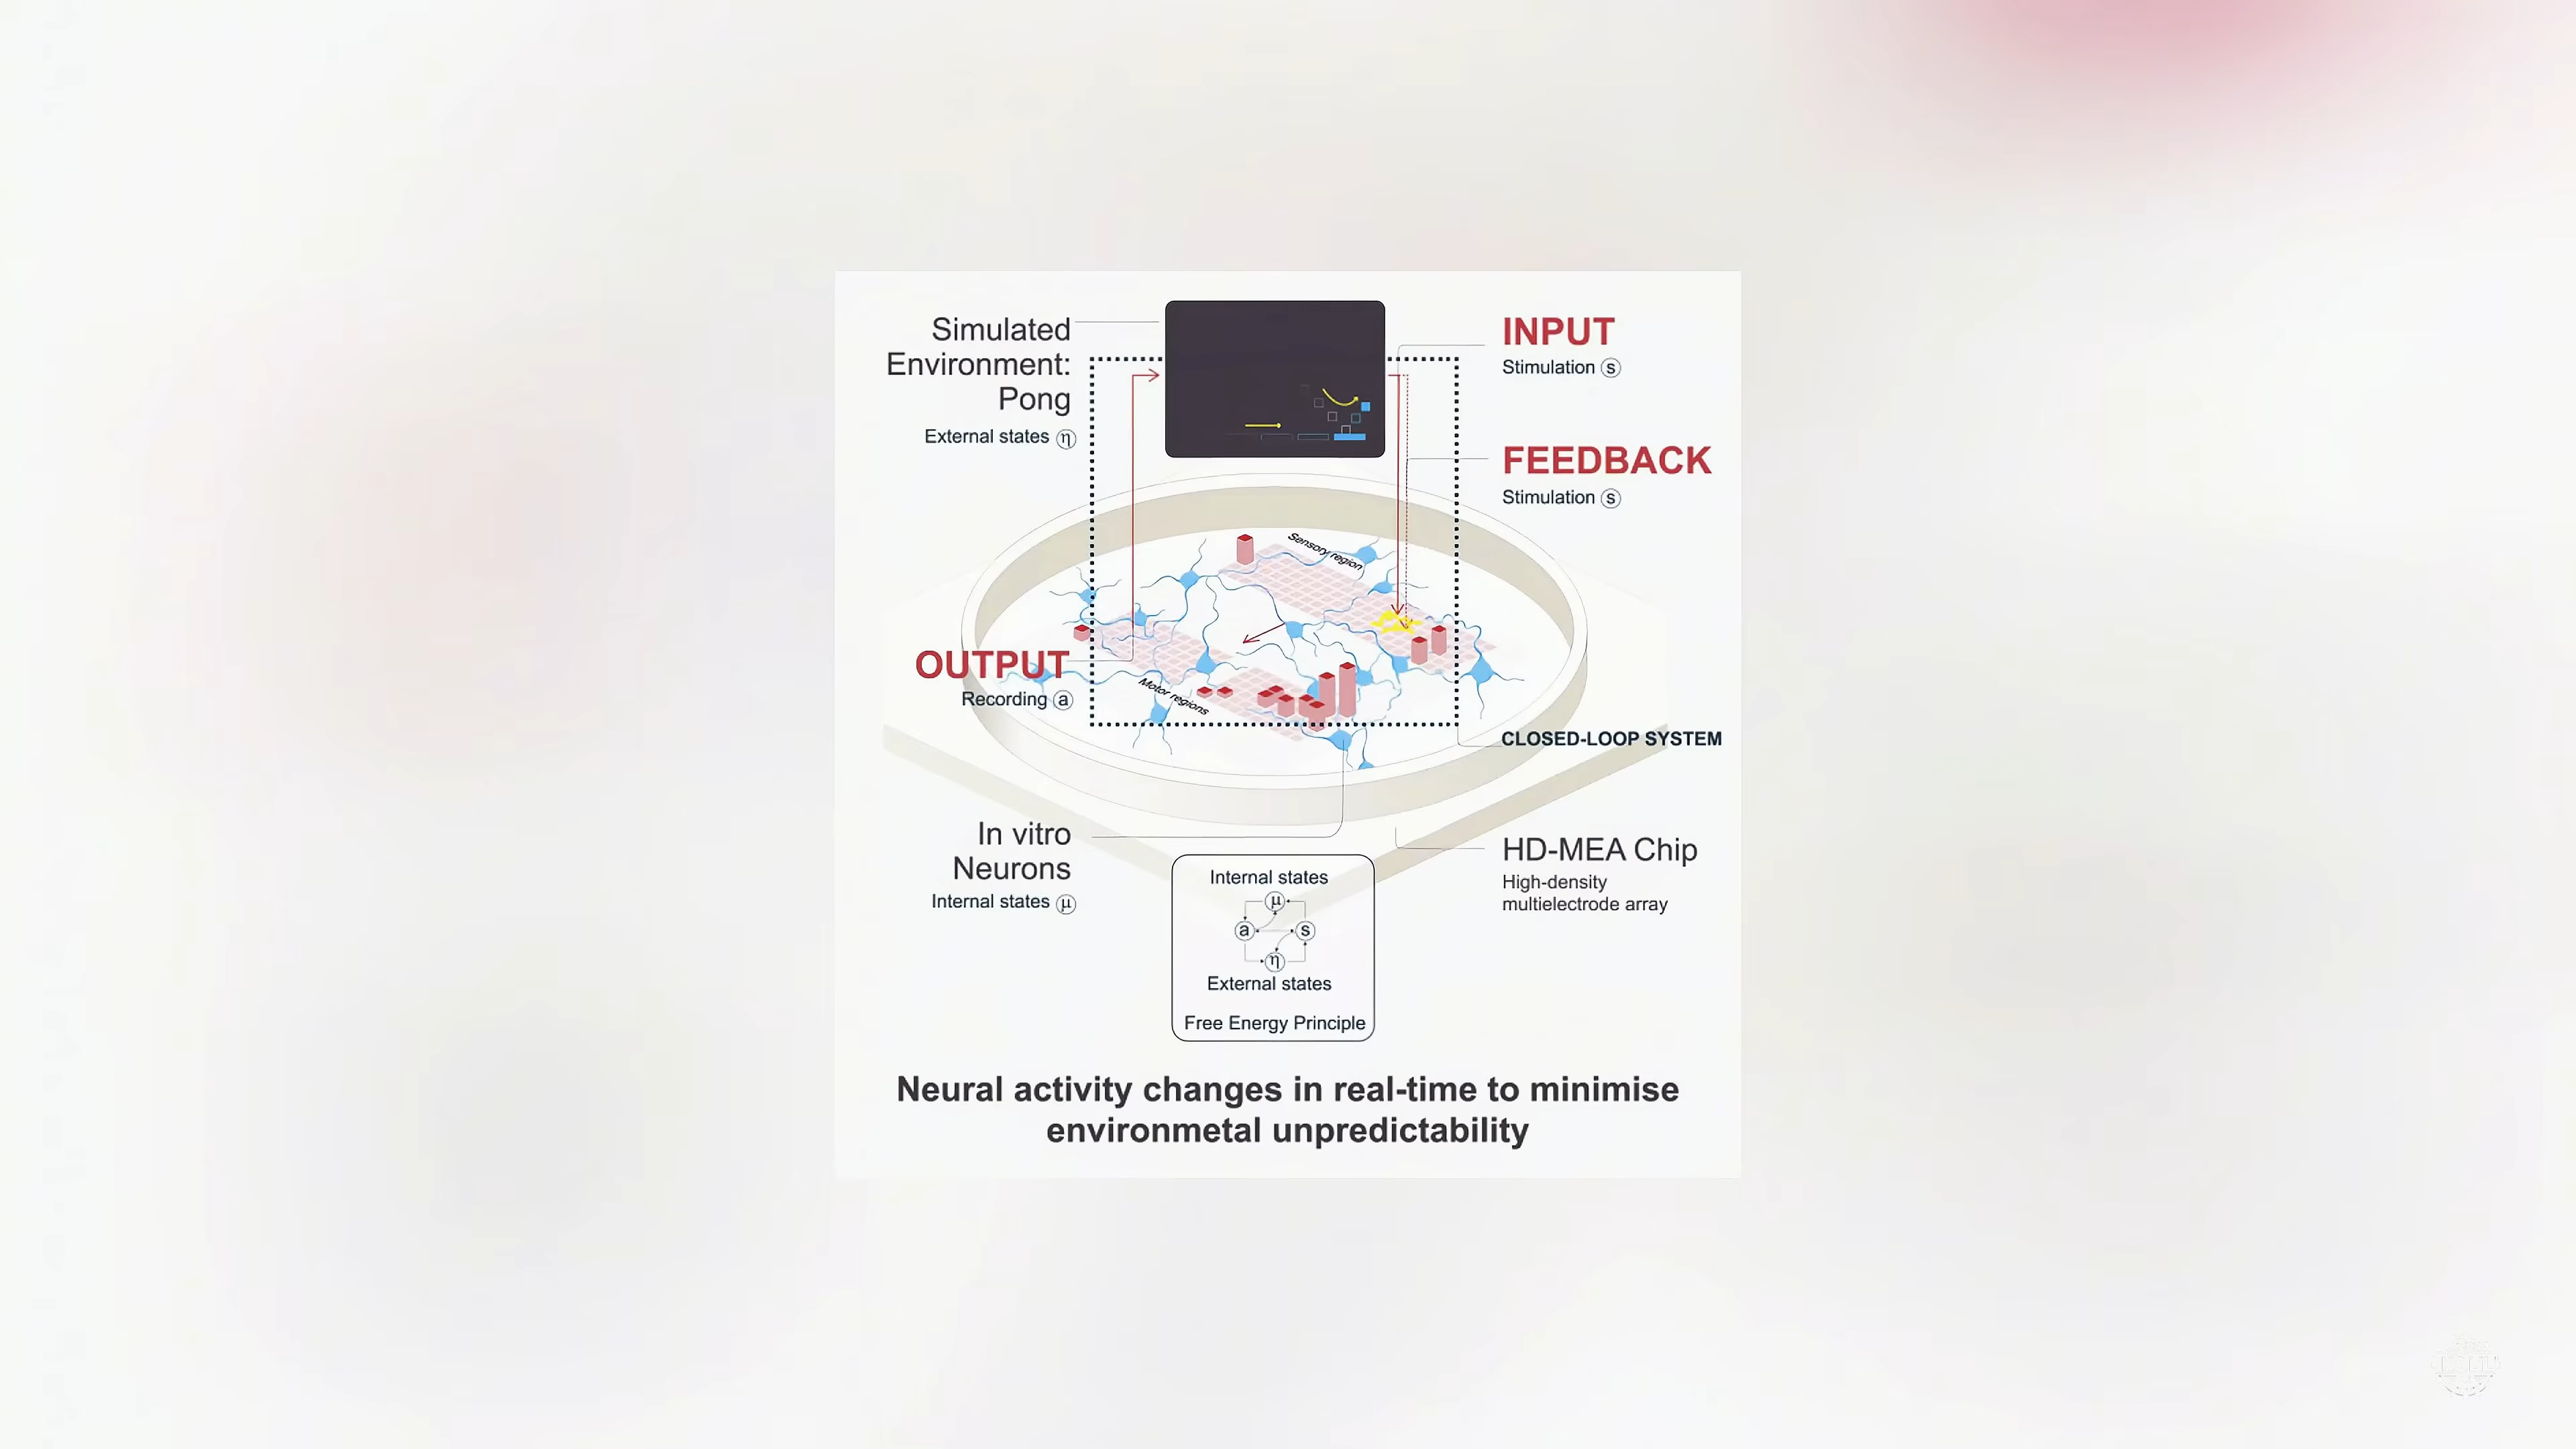 Simulated
Environment:
Pong
External states η
INPUT
Stimulation s
FEEDBACK
Stimulation s
Sensory region
OUTPUT
Recording a
Motor regions
CLOSED-LOOP SYSTEM
In vitro
Neurons
Internal states μ
HD-MEA Chip
High-density
multielectrode array
Internal states
μ
a s
η
External states
Free Energy Principle
Neural activity changes in real-time to minimise
environmetal unpredictability